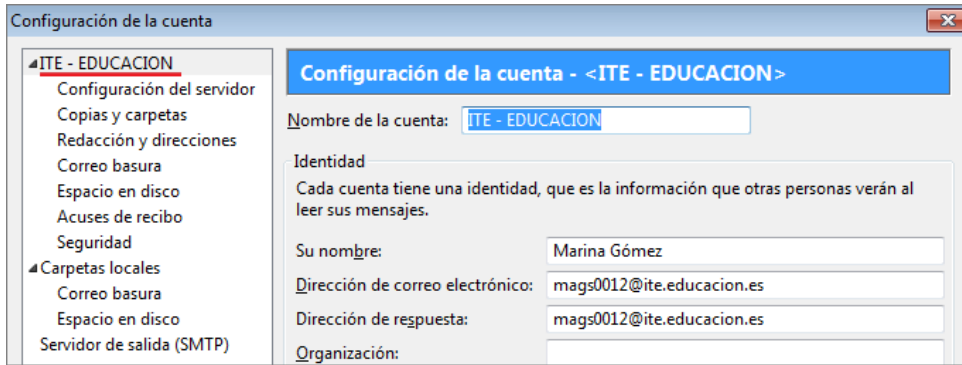 Configuración de la cuenta
ITE - EDUCACION
Configuración del servidor
Copias y carpetas
Redacción y direcciones
Correo basura
Espacio en disco
Acuses de recibo
Seguridad
Carpetas locales
Correo basura
Espacio en disco
Servidor de salida (SMTP)
Configuración de la cuenta - <ITE - EDUCACION>
Nombre de la cuenta: ITE - EDUCACION
Identidad
Cada cuenta tiene una identidad, que es la información que otras personas verán al
leer sus mensajes.
Su nombre: Marina Gómez
Dirección de correo electrónico: mags0012@ite.educacion.es
Dirección de respuesta: mags0012@ite.educacion.es
Organización: